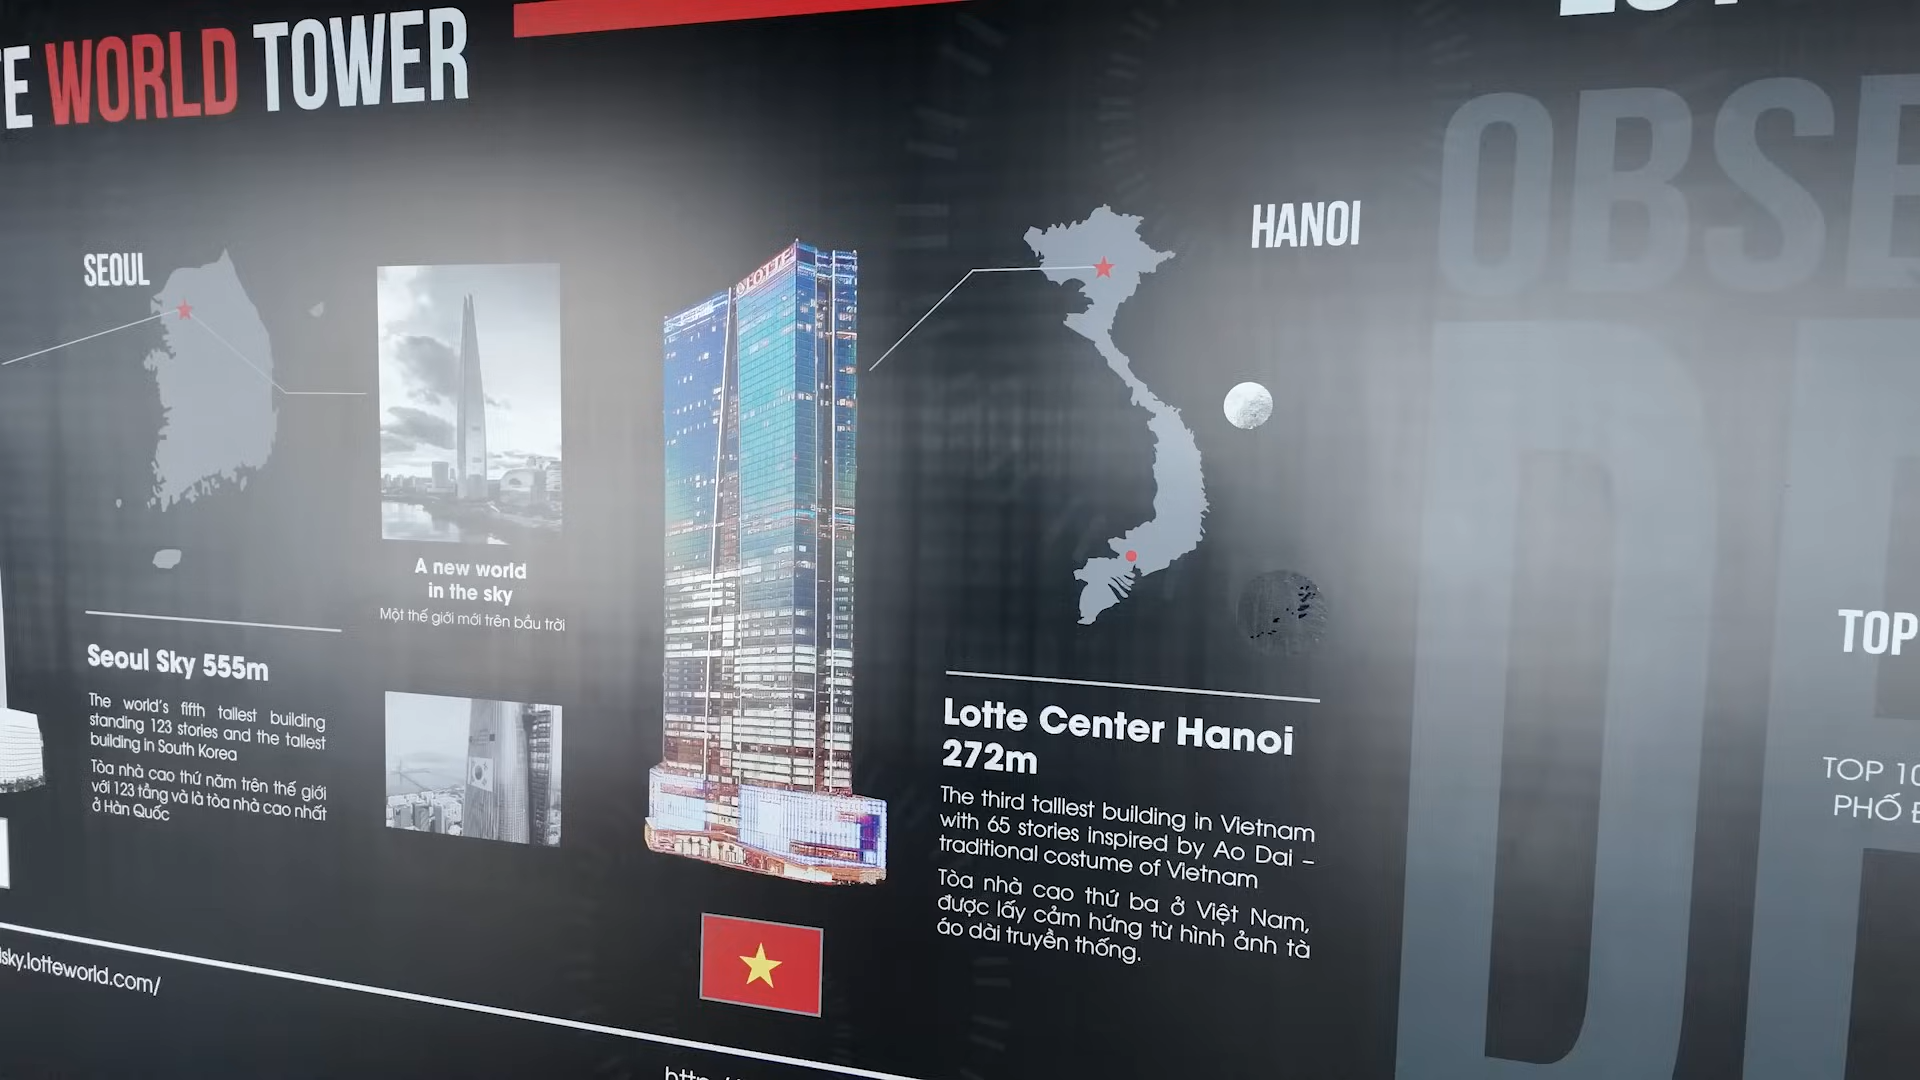 WORLD TOWER
SEOUL
A new world
in the sky
Một thế giới mới trên bầu trời
Seoul Sky 555m
The world's fifth tallest building
standing 123 stories and the tallest
building in South Korea
Tòa nhà cao thứ năm trên thế giới
với 123 tầng và là tòa nhà cao nhất
ở Hàn Quốc
sky.lotteworld.com/
LOTTE
HANOI
Lotte Center Hanoi
272m
The third talllest building in Vietnam
with 65 stories inspired by Ao Dai –
traditional costume of Vietnam
Tòa nhà cao thứ ba ở Việt Nam,
được lấy cảm hứng từ hình ảnh tà
áo dài truyền thống.
OBSE
TOP
TOP 10
PHỐ